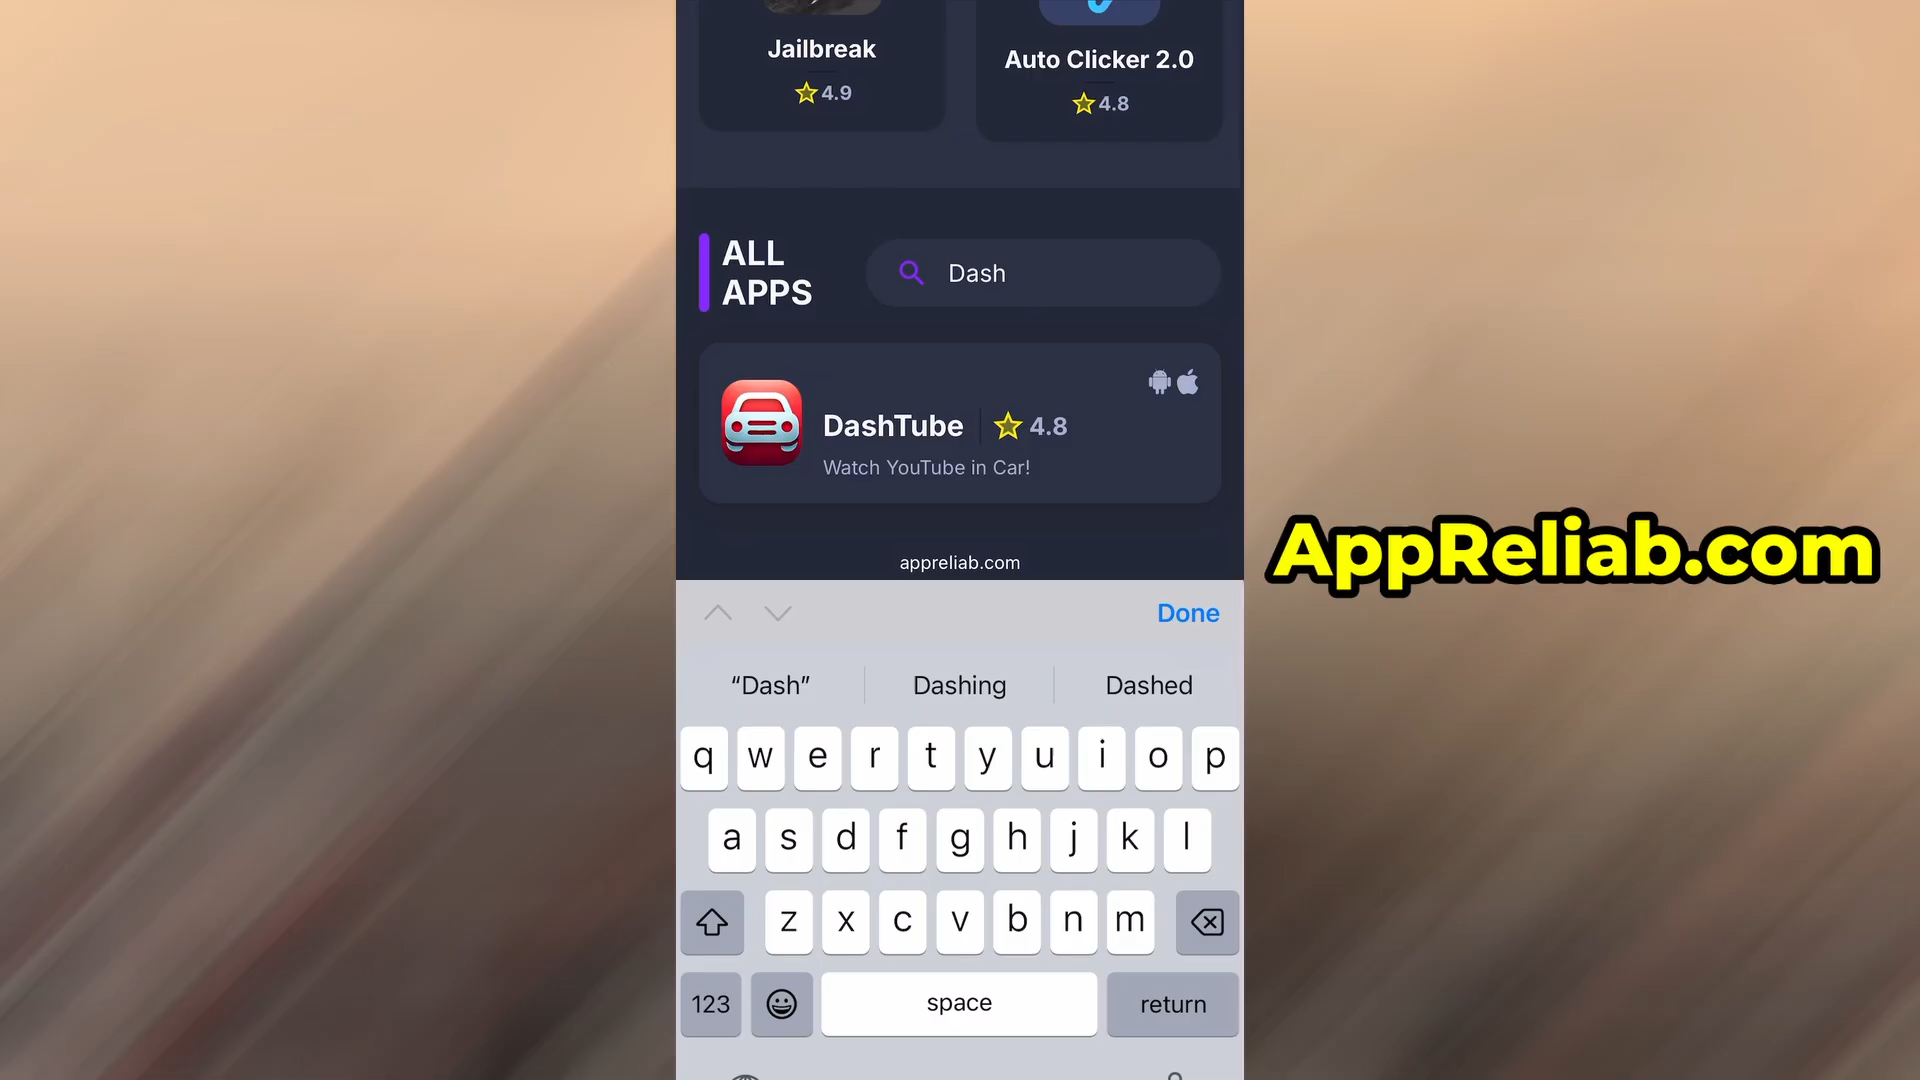 Jailbreak
4.9
Auto Clicker 2.0
4.8
ALL
APPS
Dash
DashTube
4.8
Watch YouTube in Car!
appreliab.com
AppReliab.com
Done
“Dash” Dashing Dashed
q w e r t y u i o p
a s d f g h j k l
z x c v b n m
123 space return